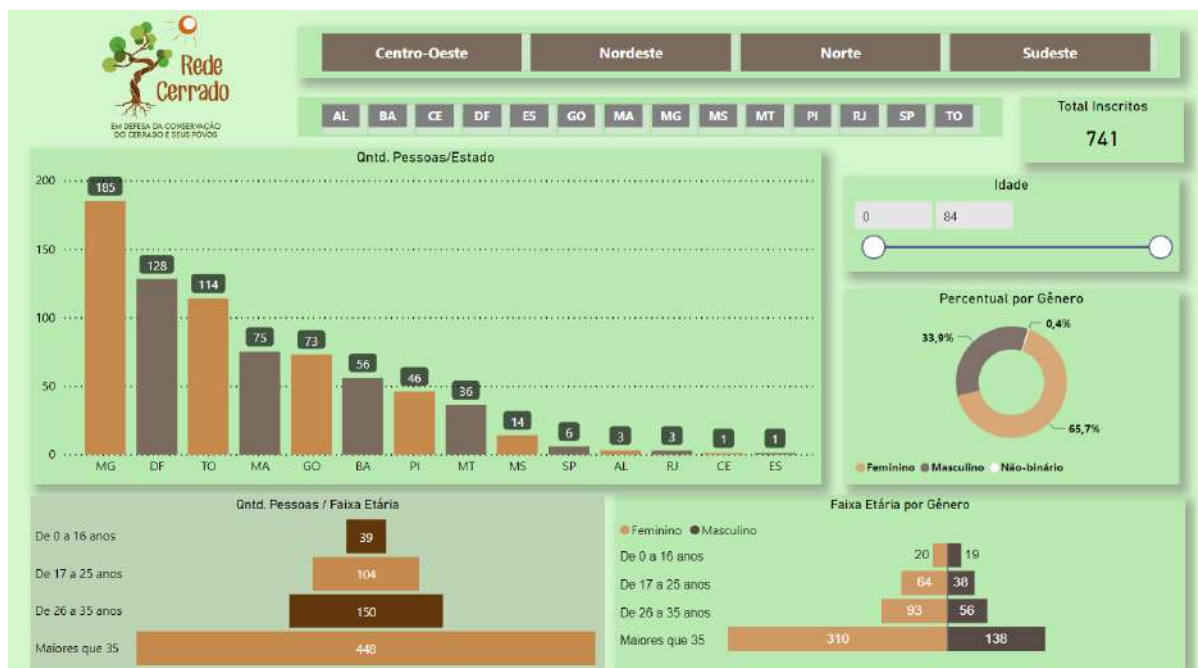 Rede
Cerrado
EM DEFESA DA CONSERVAÇÃO
DO CERRADO E SEUS POVOS
Centro-Oeste Nordeste Norte Sudeste
AL BA CE DF ES GO MA MG MS MT PI RJ SP TO
Total Inscritos
741
Qntd. Pessoas/Estado
200
150
100
50
0
185 128 114 75 73 56 46 36 14 6 3 3 1 1
MG DF TO MA GO BA PI MT MS SP AL RJ CE ES
Idade
0 84
Percentual por Gênero
0,4%
33,9%
65,7%
Feminino Masculino Não-binário
Qntd. Pessoas / Faixa Etária
De 0 a 16 anos 39
De 17 a 25 anos 104
De 26 a 35 anos 150
Maiores que 35 448
Faixa Etária por Gênero
Feminino Masculino
De 0 a 16 anos 20 19
De 17 a 25 anos 64 38
De 26 a 35 anos 93 56
Maiores que 35 310 138